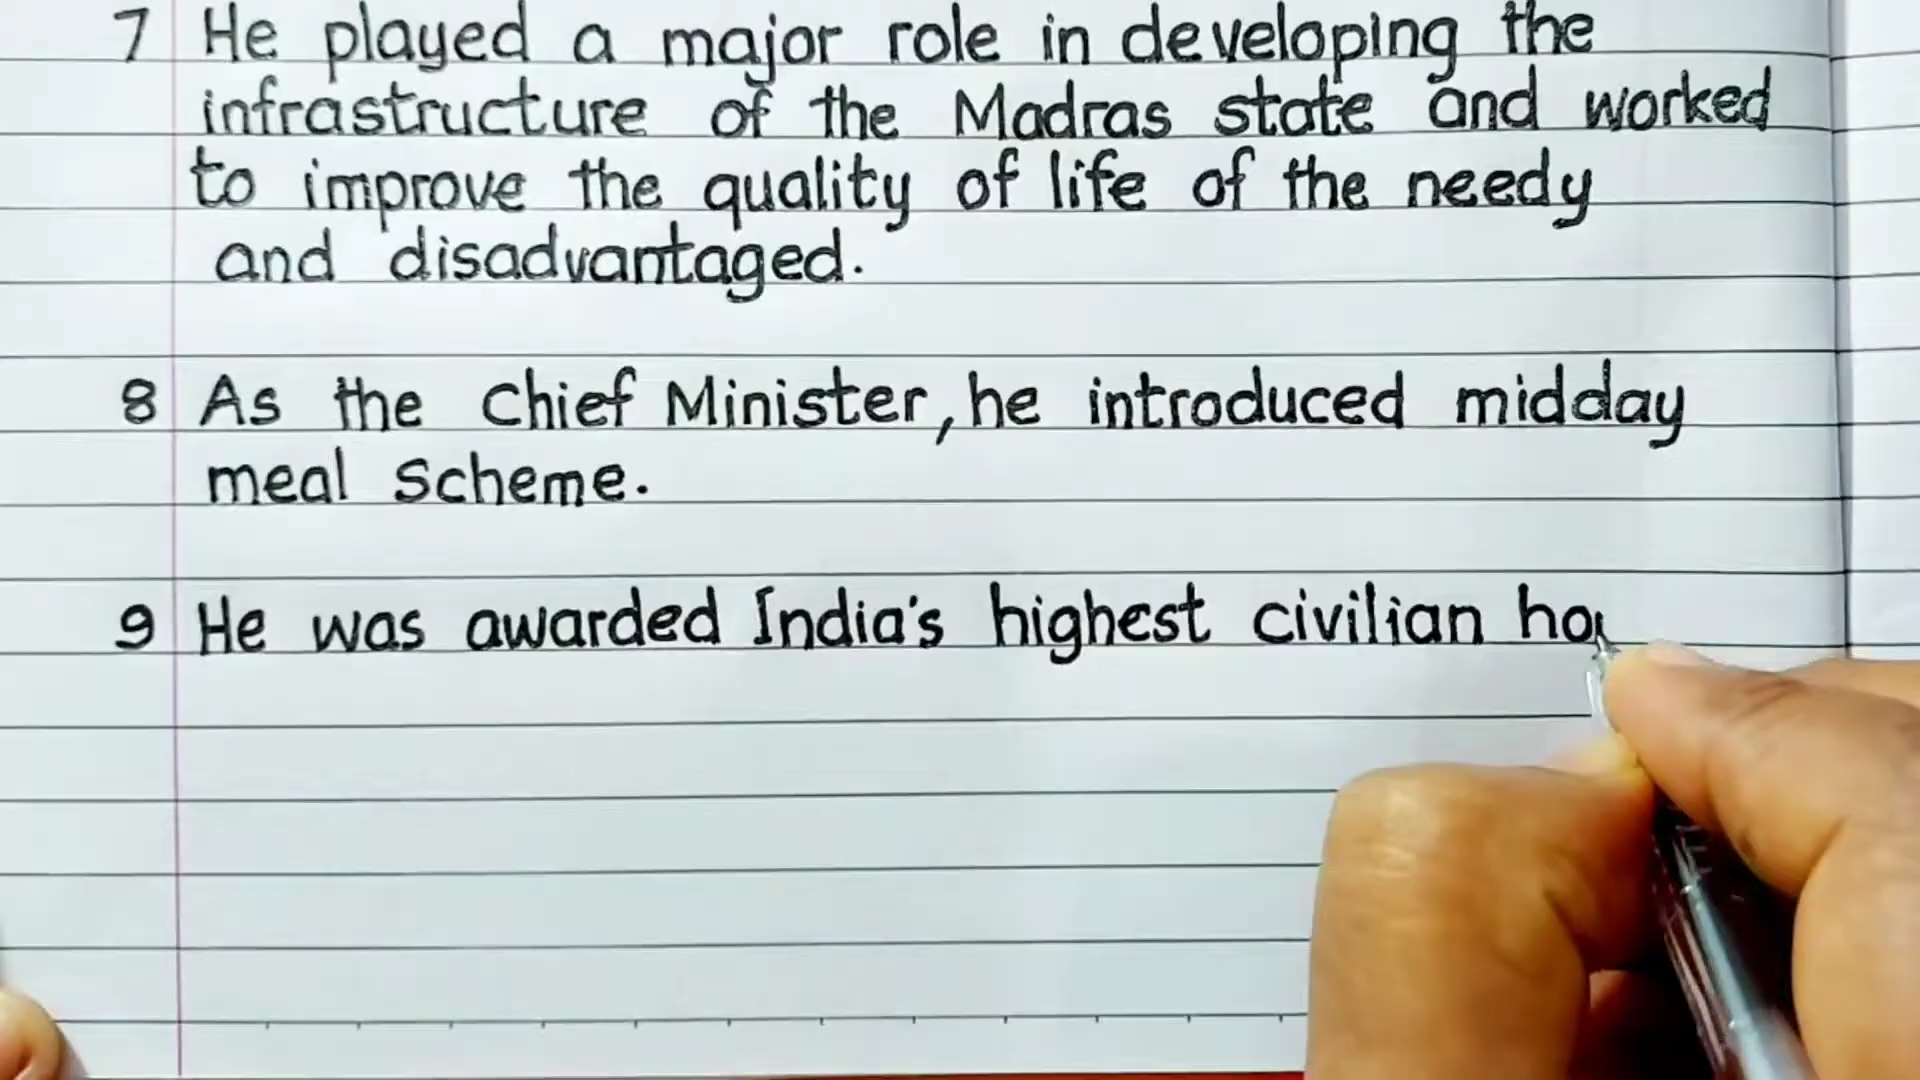 7 He played a major role in developing the
infrastructure of the Madras state and worked
to improve the quality of life of the needy
and disadvantaged.
8 As the Chief Minister, he introduced midday
meal scheme.
9 He was awarded India's highest civilian